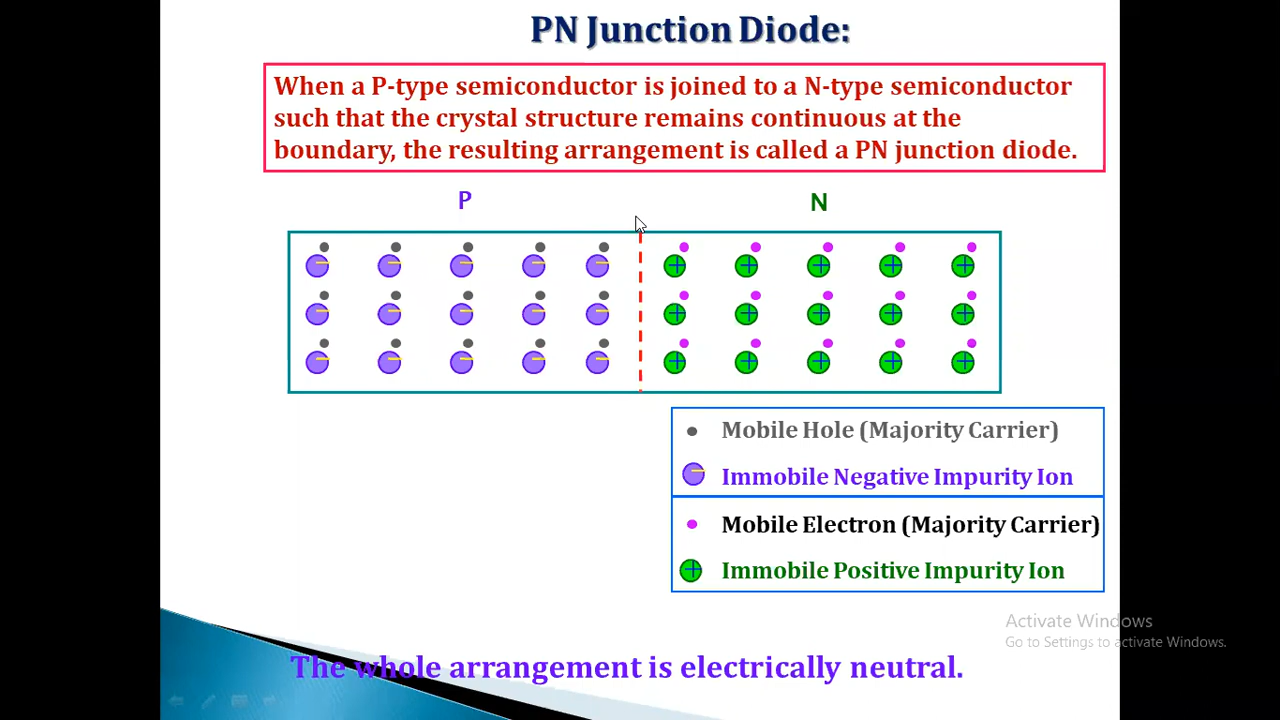 PN Junction Diode:
When a P-type semiconductor is joined to a N-type semiconductor
such that the crystal structure remains continuous at the
boundary, the resulting arrangement is called a PN junction diode.
P N
Mobile Hole (Majority Carrier)
Immobile Negative Impurity Ion
Mobile Electron (Majority Carrier)
Immobile Positive Impurity Ion
Activate Windows
Go to Settings to activate Windows.
The whole arrangement is electrically neutral.